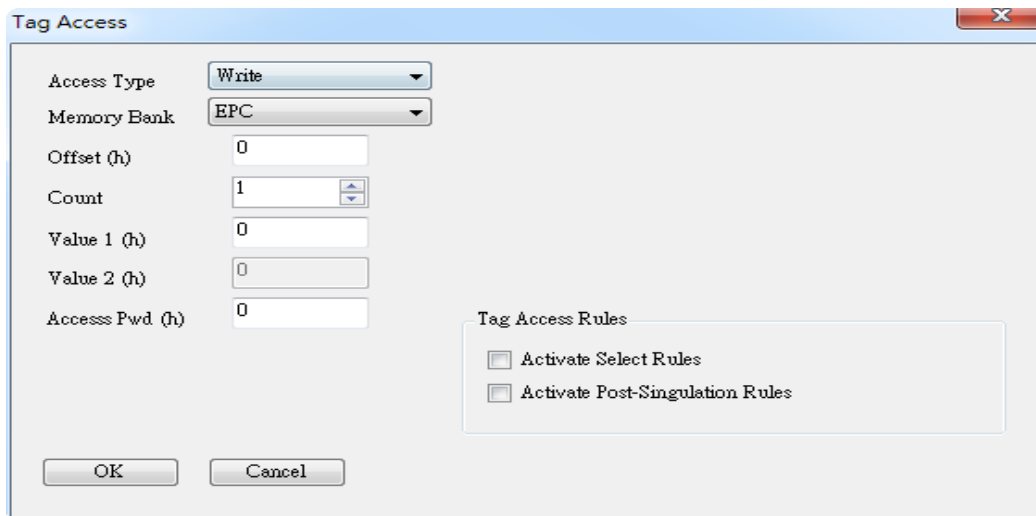 Tag Access
Access Type Write
Memory Bank EPC
Offset (h) 0
Count 1
Value 1 (h) 0
Value 2 (h) 0
Accesss Pwd (h) 0
Tag Access Rules
Activate Select Rules
Activate Post-Singulation Rules
OK Cancel